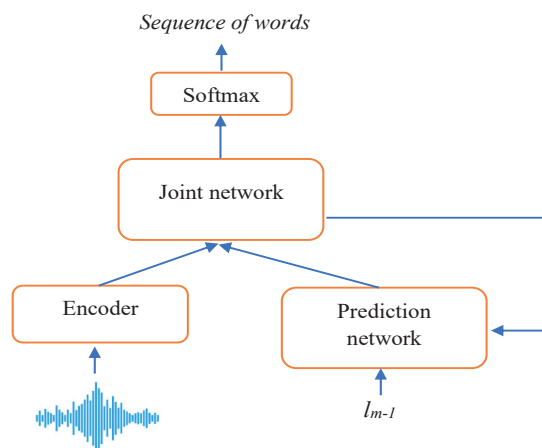 Sequence of words
Softmax
Joint network
Encoder
Prediction
network
lm-1